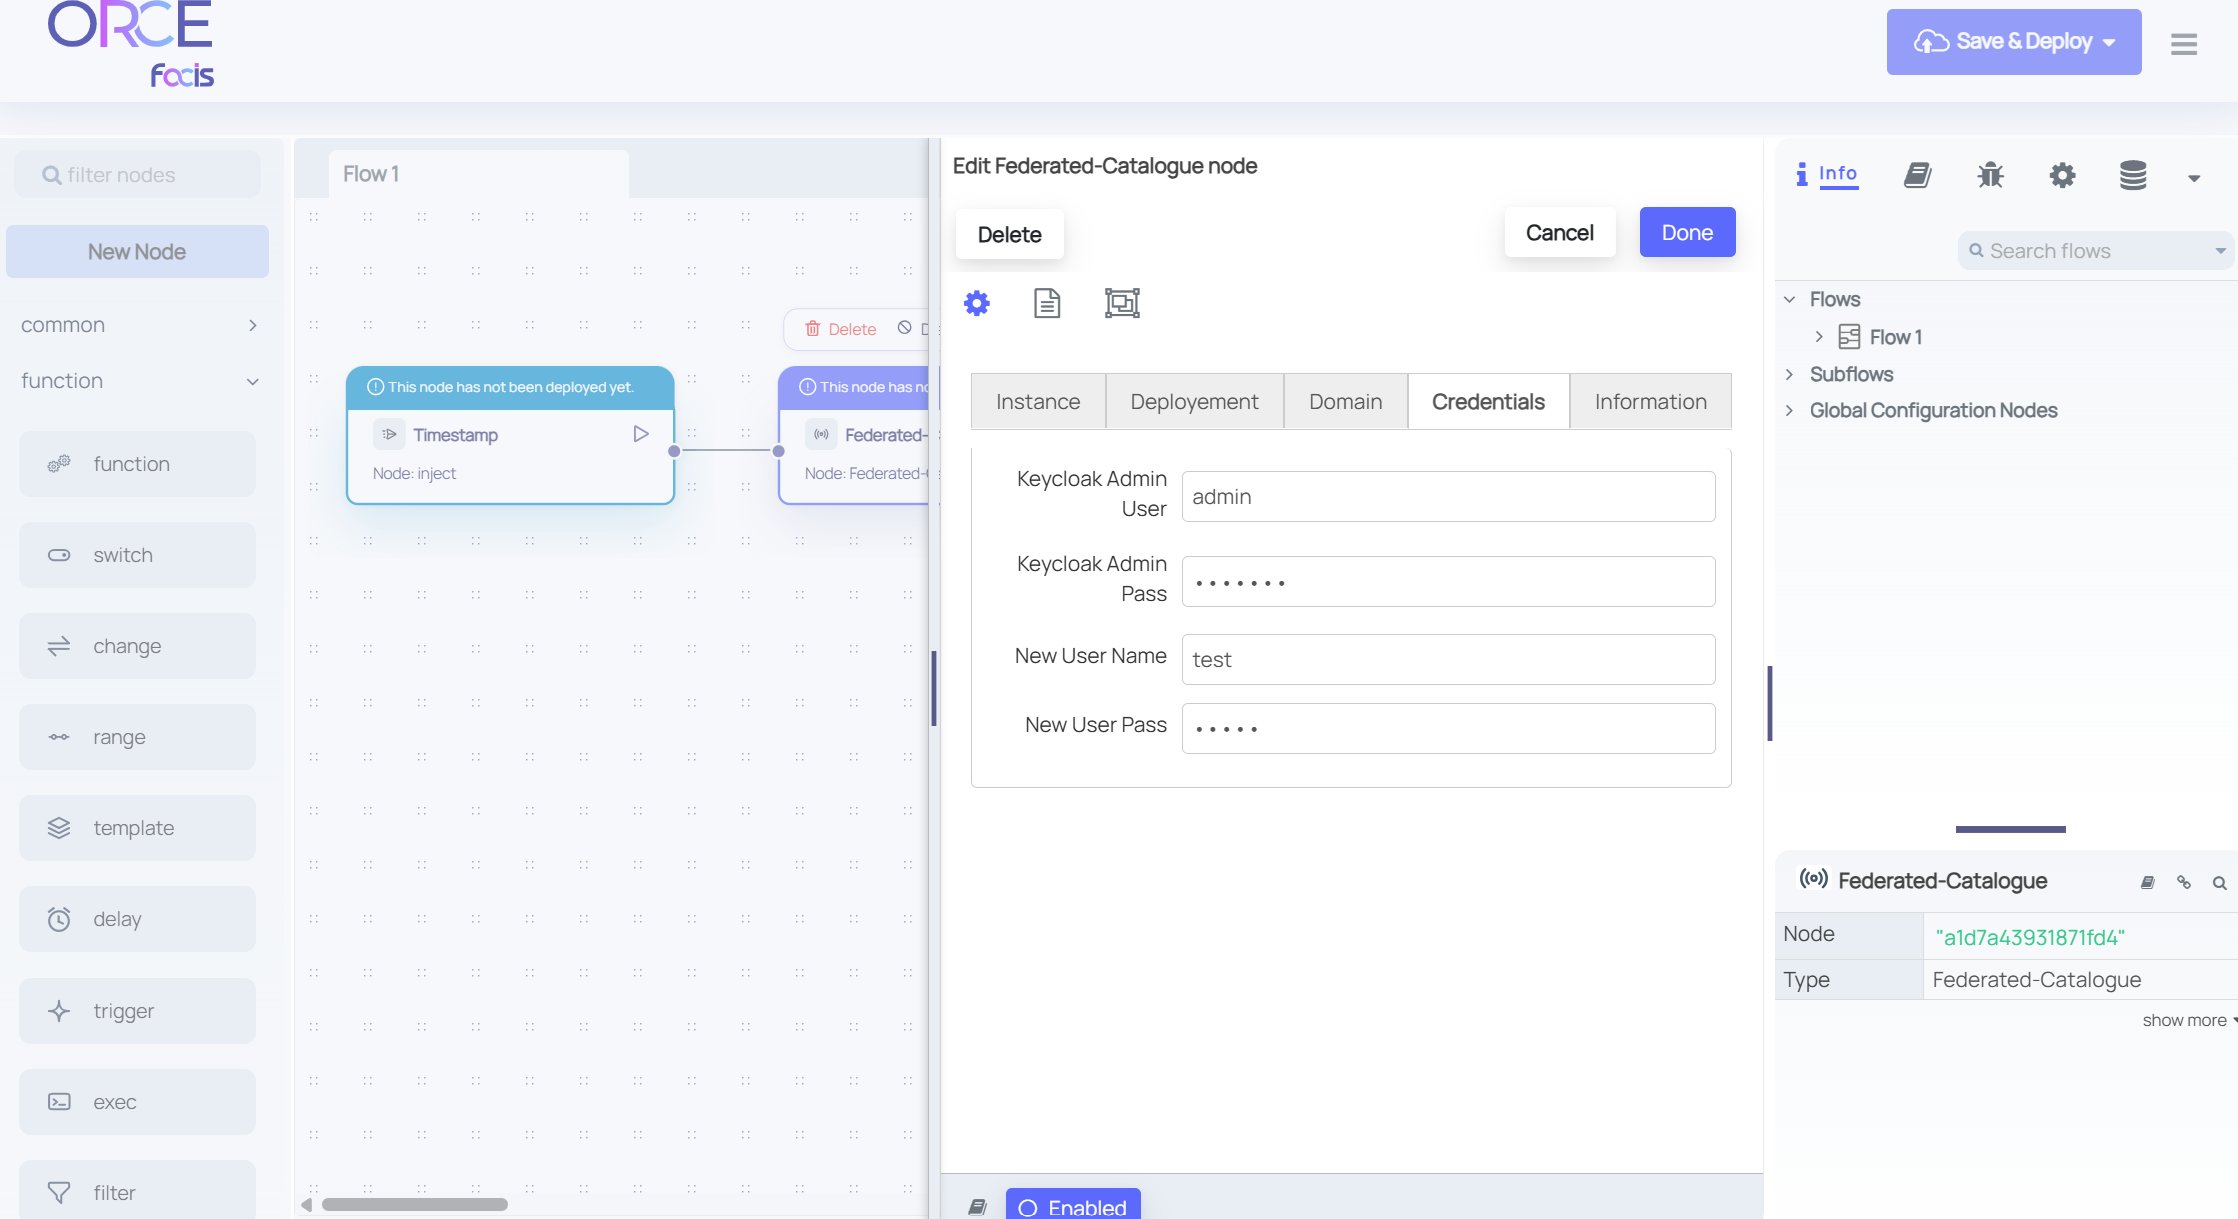 ORCE
facis
Save & Deploy
filter nodes
New Node
common
function
function
switch
change
range
template
delay
trigger
exec
filter
Flow 1
Delete
This node has not been deployed yet.
Timestamp
Node: inject
This node has
Federated-
Node: Federated-
Edit Federated-Catalogue node
Delete
Cancel
Done
Instance
Deployement
Domain
Credentials
Information
Keycloak Admin
User
admin
Keycloak Admin
Pass
•••••••
New User Name
test
New User Pass
•••••
Enabled
Info
Search flows
Flows
Flow 1
Subflows
Global Configuration Nodes
Federated-Catalogue
Node
"a1d7a43931871fd4"
Type
Federated-Catalogue
show more